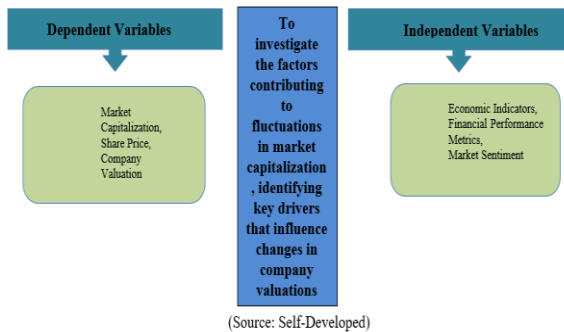 Dependent Variables
Market
Capitalization,
Share Price,
Company
Valuation
To
investigate
the factors
contributing
to
fluctuations
in market
capitalization
, identifying
key drivers
that influence
changes in
company
valuations
Independent Variables
Economic Indicators,
Financial Performance
Metrics,
Market Sentiment
(Source: Self-Developed)